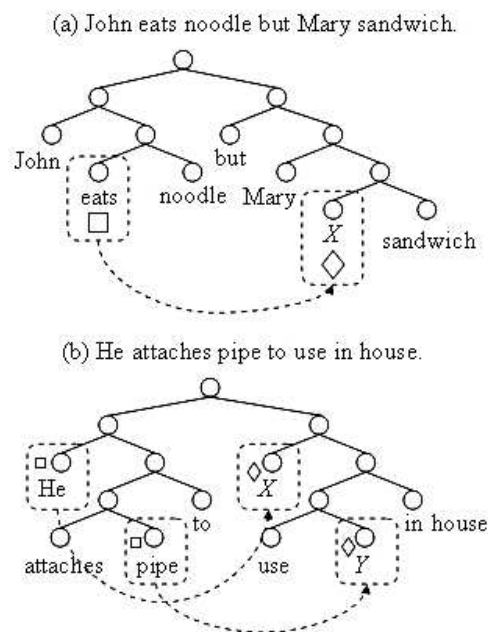 (a) John eats noodle but Mary sandwich.
John
but
eats
noodle
Mary
X
sandwich
(b) He attaches pipe to use in house.
He
X
to
in house
attaches
pipe
use
Y